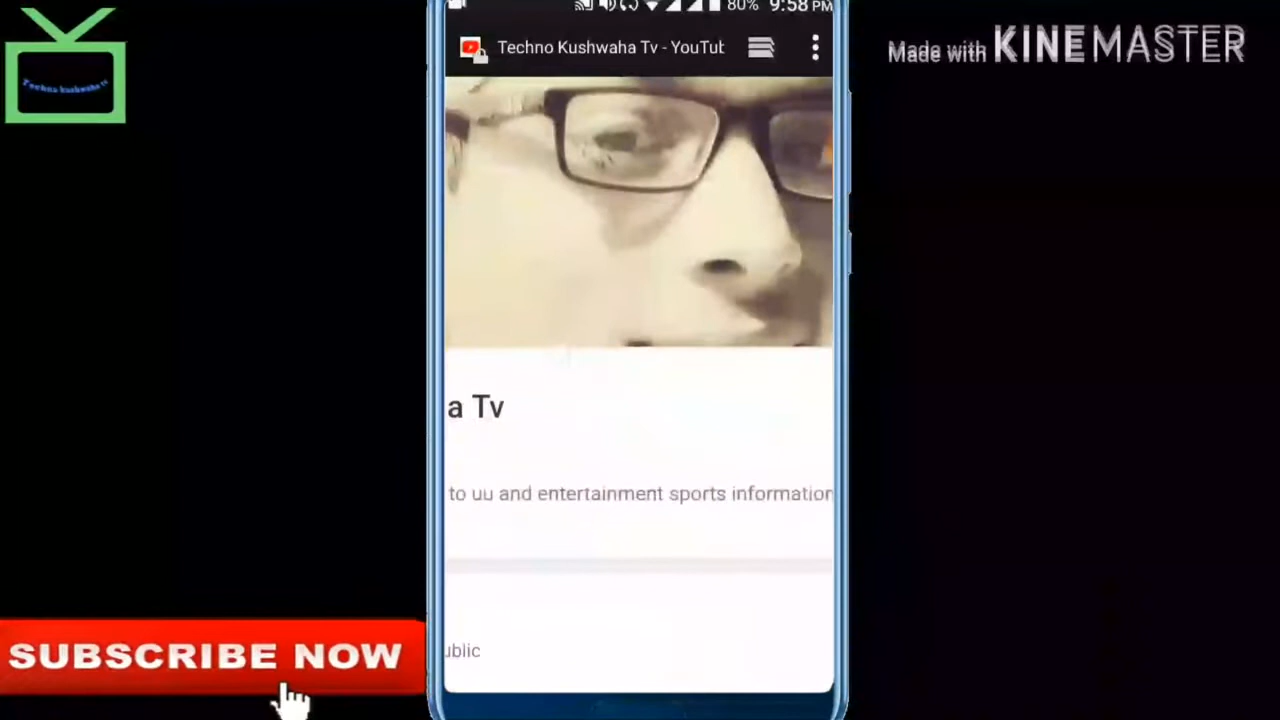 80% 9:58 PM
Techno Kushwaha Tv - YouTub
Made with KINEMASTER
Techno kushwaha tv
a Tv
to uu and entertainment sports information
ublic
SUBSCRIBE NOW